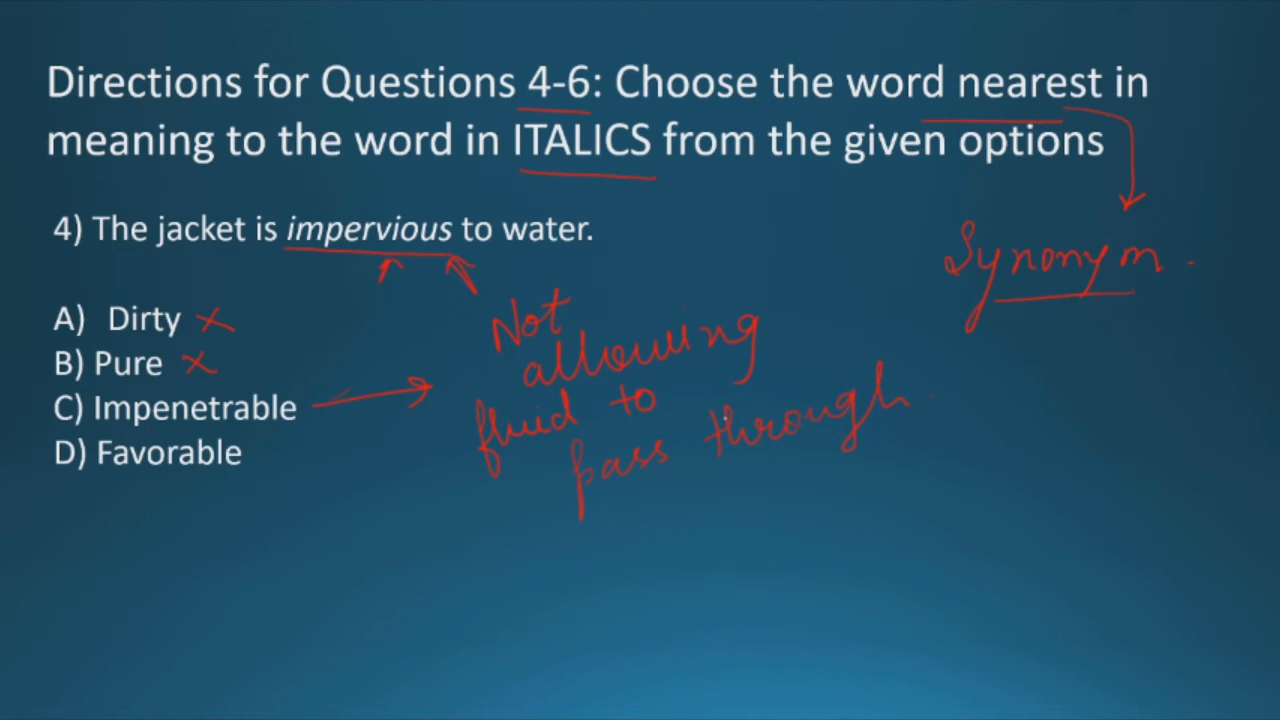 Directions for Questions 4-6: Choose the word nearest in
meaning to the word in ITALICS from the given options
4) The jacket is impervious to water.
Synonym.
A) Dirty ×
B) Pure ×
C) Impenetrable
D) Favorable
Not
allowing
fluid to
pass through.